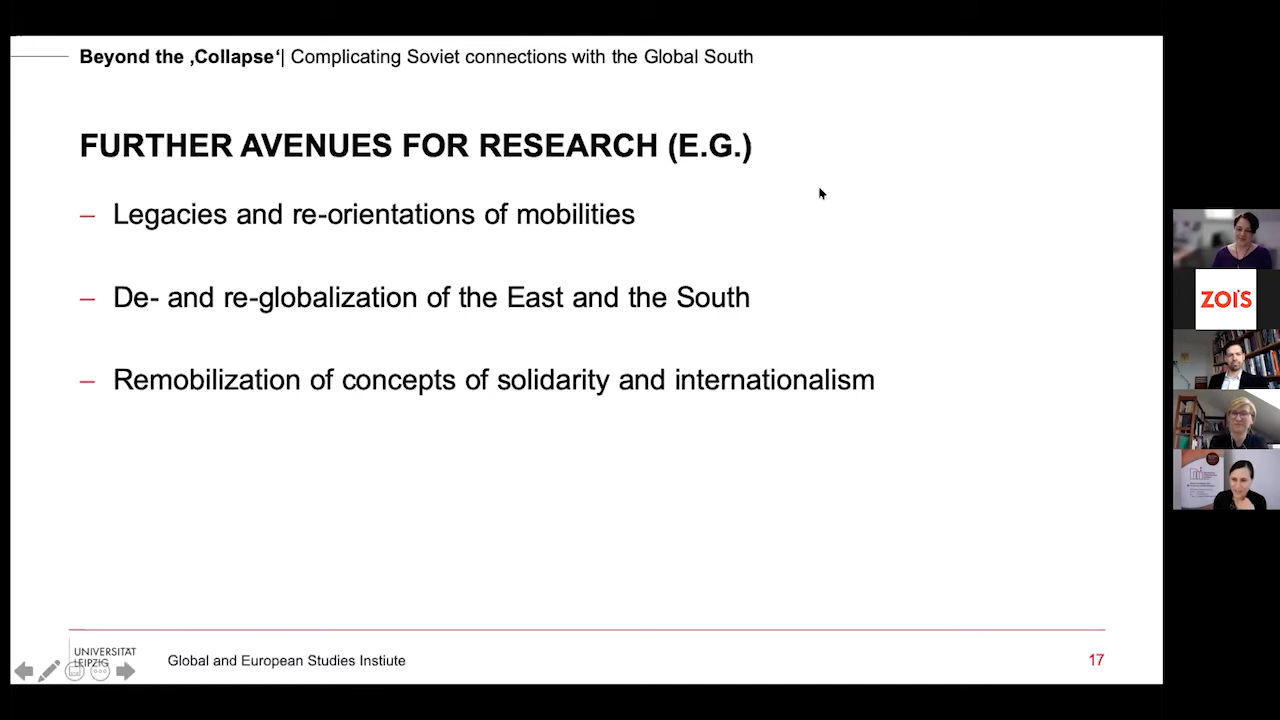 Beyond the ‚Collapse‘| Complicating Soviet connections with the Global South
FURTHER AVENUES FOR RESEARCH (E.G.)
– Legacies and re-orientations of mobilities
– De- and re-globalization of the East and the South
– Remobilization of concepts of solidarity and internationalism
ZOiS
UNIVERSITÄT
LEIPZIG
Global and European Studies Instiute
17